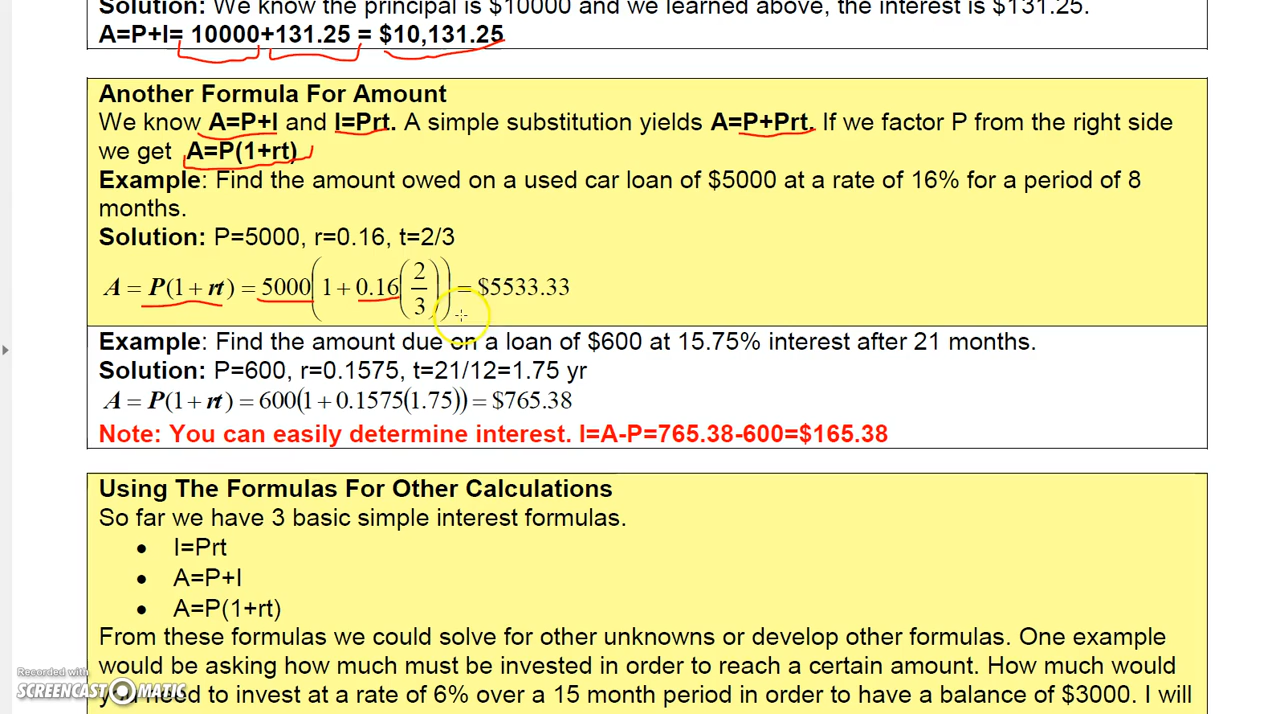 Solution: We know the principal is $10000 and we learned above, the interest is $131.25.
A=P+I= 10000+131.25 = $10,131.25
Another Formula For Amount
We know A=P+I and I=Prt. A simple substitution yields A=P+Prt. If we factor P from the right side
we get A=P(1+rt)
Example: Find the amount owed on a used car loan of $5000 at a rate of 16% for a period of 8
months.
Solution: P=5000, r=0.16, t=2/3
A = P(1 + rt) = 5000(1 + 0.16(2/3)) = $5533.33
Example: Find the amount due on a loan of $600 at 15.75% interest after 21 months.
Solution: P=600, r=0.1575, t=21/12=1.75 yr
A = P(1 + rt) = 600(1 + 0.1575(1.75)) = $765.38
Note: You can easily determine interest. I=A-P=765.38-600=$165.38
Using The Formulas For Other Calculations
So far we have 3 basic simple interest formulas.
• I=Prt
• A=P+I
• A=P(1+rt)
From these formulas we could solve for other unknowns or develop other formulas. One example
would be asking how much must be invested in order to reach a certain amount. How much would
you need to invest at a rate of 6% over a 15 month period in order to have a balance of $3000. I will
Recorded with
SCREENCAST-O-MATIC